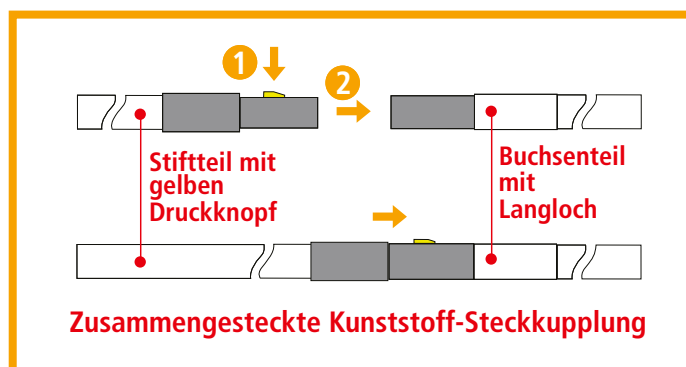 1
2
Stiftteil mit
gelben
Druckknopf
Buchsenteil
mit
Langloch
Zusammengesteckte Kunststoff-Steckkupplung